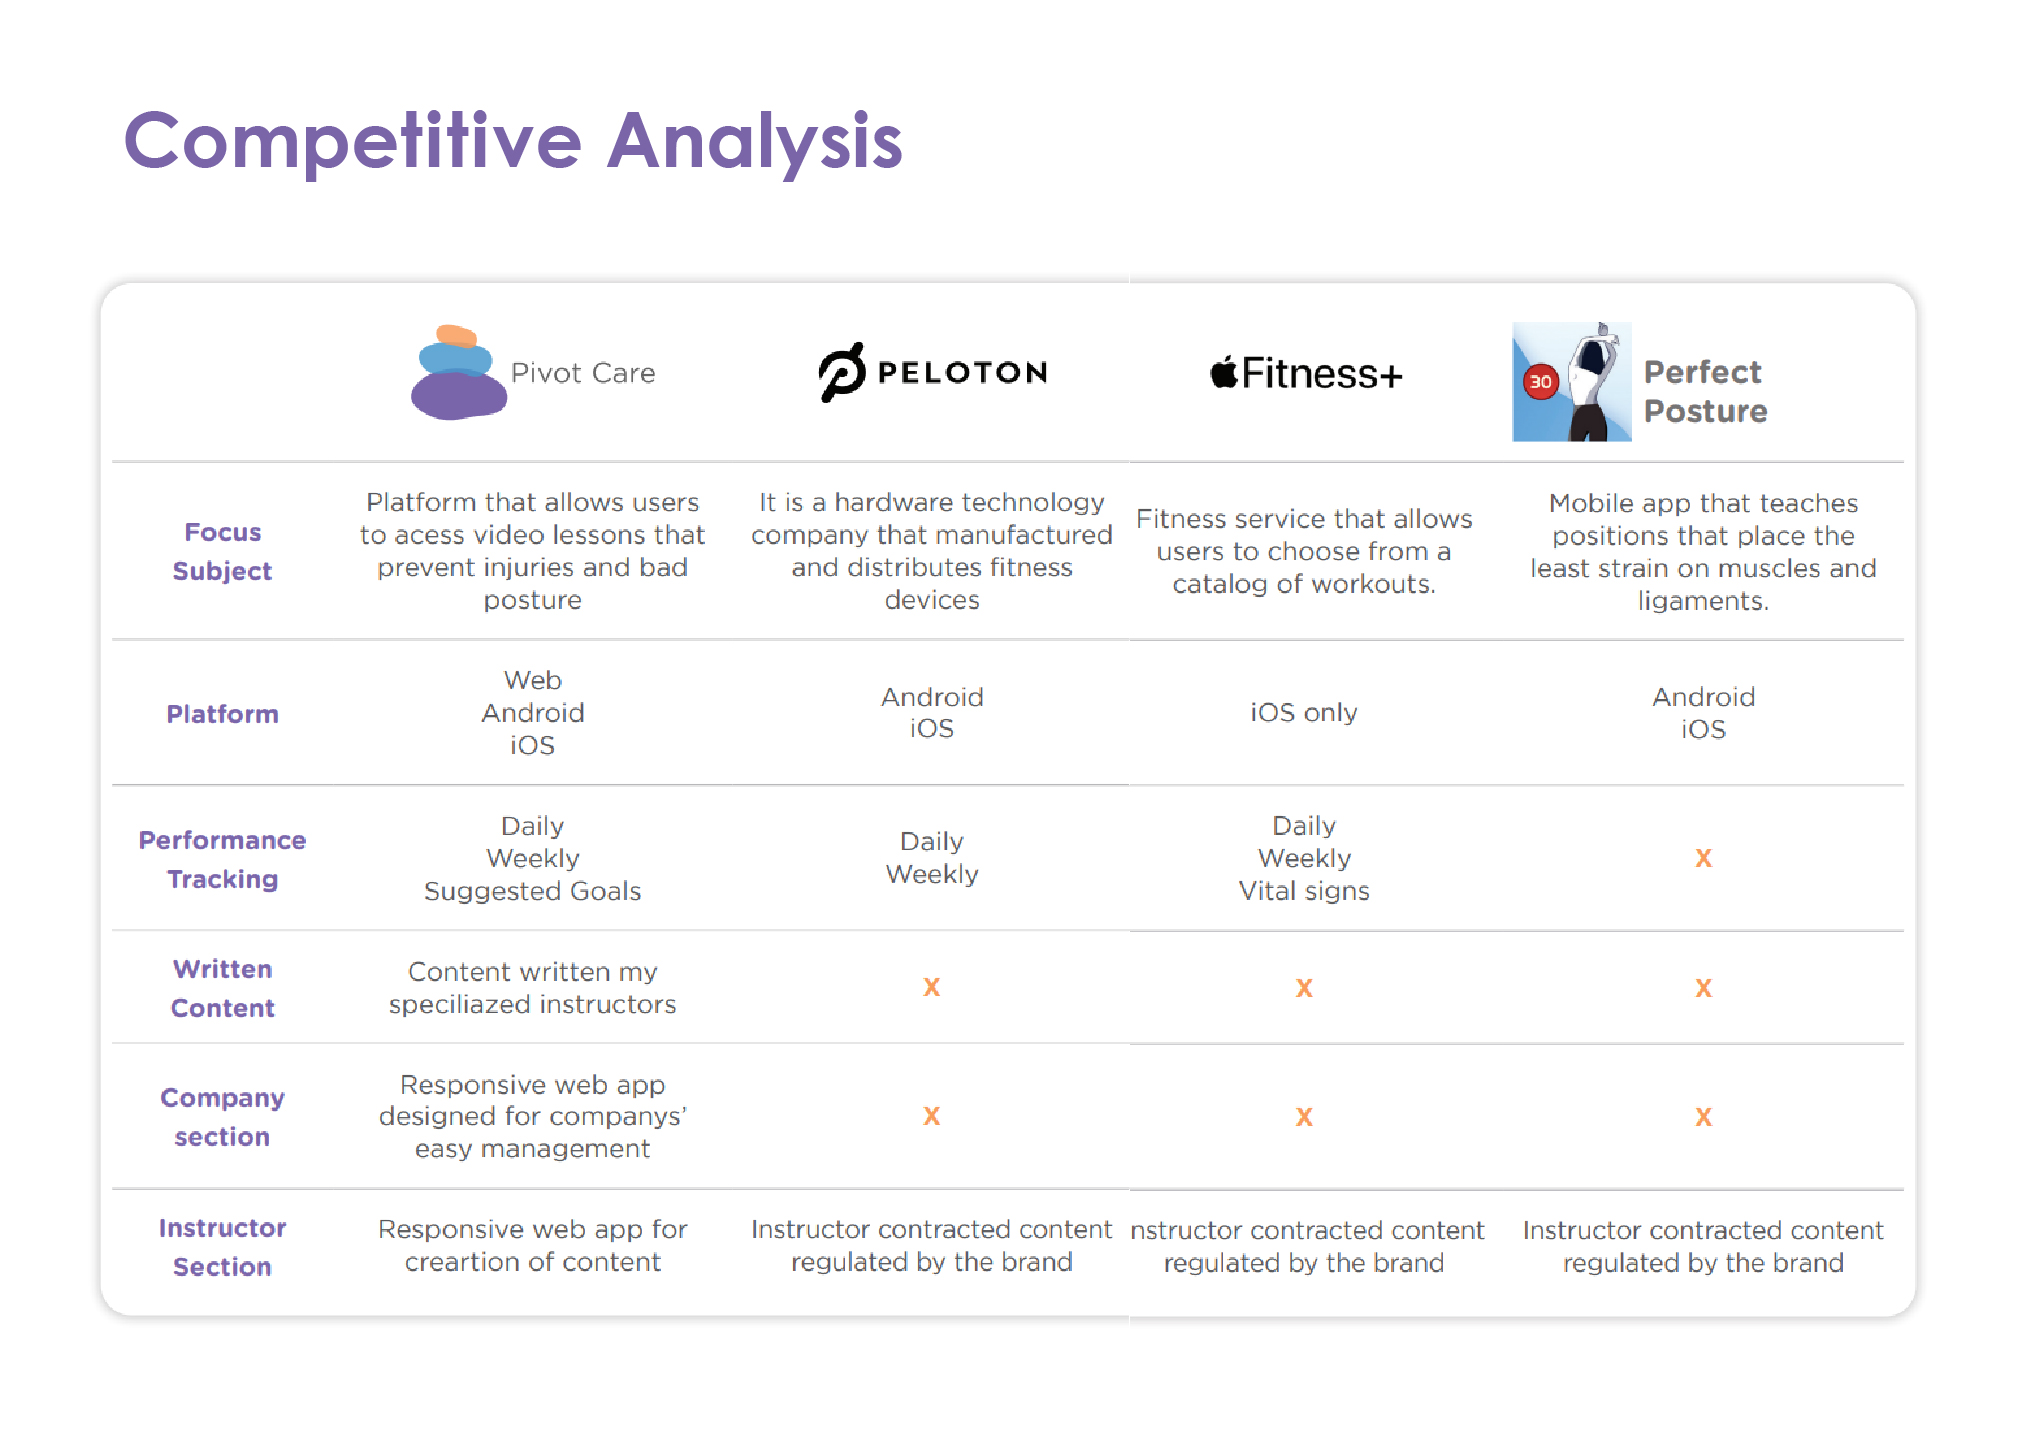 Competitive Analysis
Pivot Care
PELOTON
Fitness+
30
Perfect
Posture
Focus
Subject
Platform that allows users
to acess video lessons that
prevent injuries and bad
posture
It is a hardware technology
company that manufactured
and distributes fitness
devices
Fitness service that allows
users to choose from a
catalog of workouts.
Mobile app that teaches
positions that place the
least strain on muscles and
ligaments.
Platform
Web
Android
iOS
Android
iOS
iOS only
Android
iOS
Performance
Tracking
Daily
Weekly
Suggested Goals
Daily
Weekly
Daily
Weekly
Vital signs
X
Written
Content
Content written my
speciliazed instructors
X
X
X
Company
section
Responsive web app
designed for companys’
easy management
X
X
X
Instructor
Section
Responsive web app for
creartion of content
Instructor contracted content
regulated by the brand
nstructor contracted content
regulated by the brand
Instructor contracted content
regulated by the brand